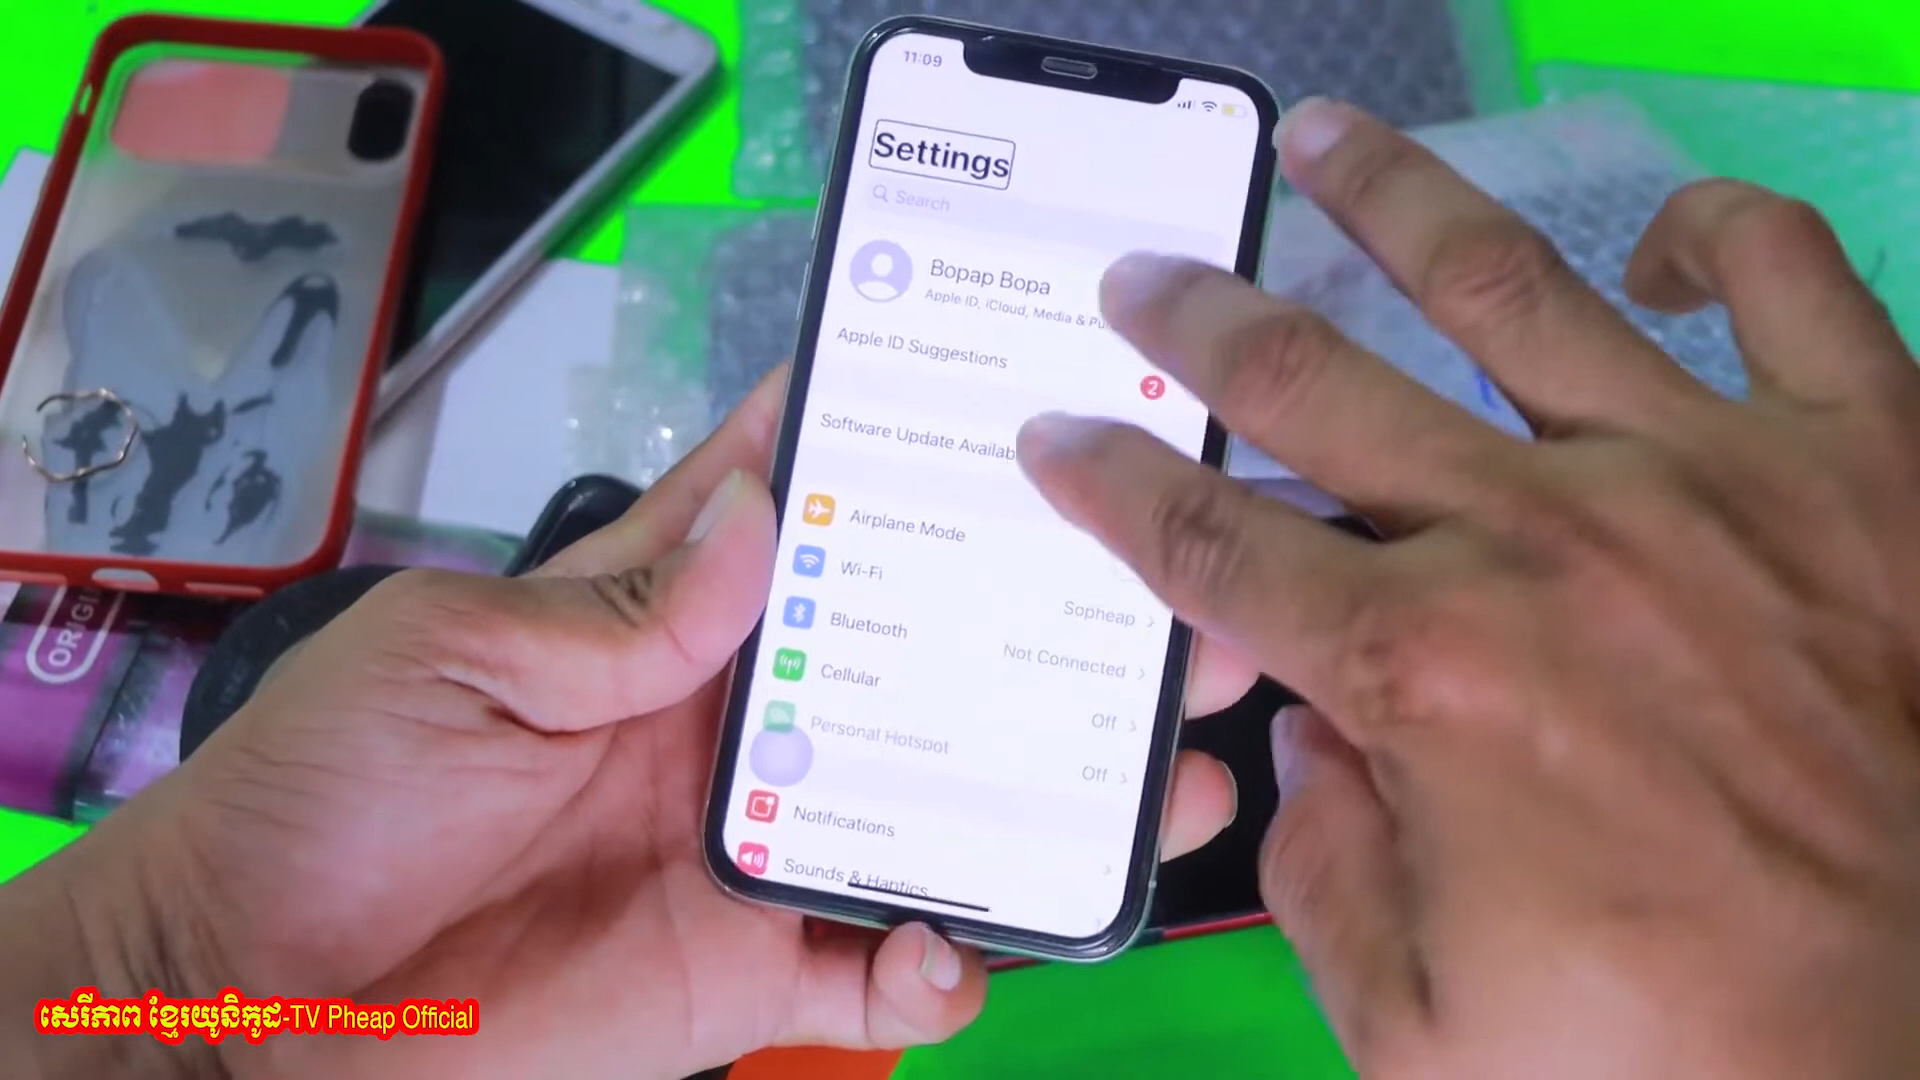 11:09
Settings
Search
Bopap Bopa
Apple ID, iCloud, Media &
Apple ID Suggestions
2
Software Update
Airplane Mode
Wi-Fi
Sopheap
Bluetooth
Not Connected
Cellular
Off
Personal Hotspot
Off
Notifications
Sounds & Haptics
សេរីភាព ខ្មែរយូនិកូដ-TV Pheap Official